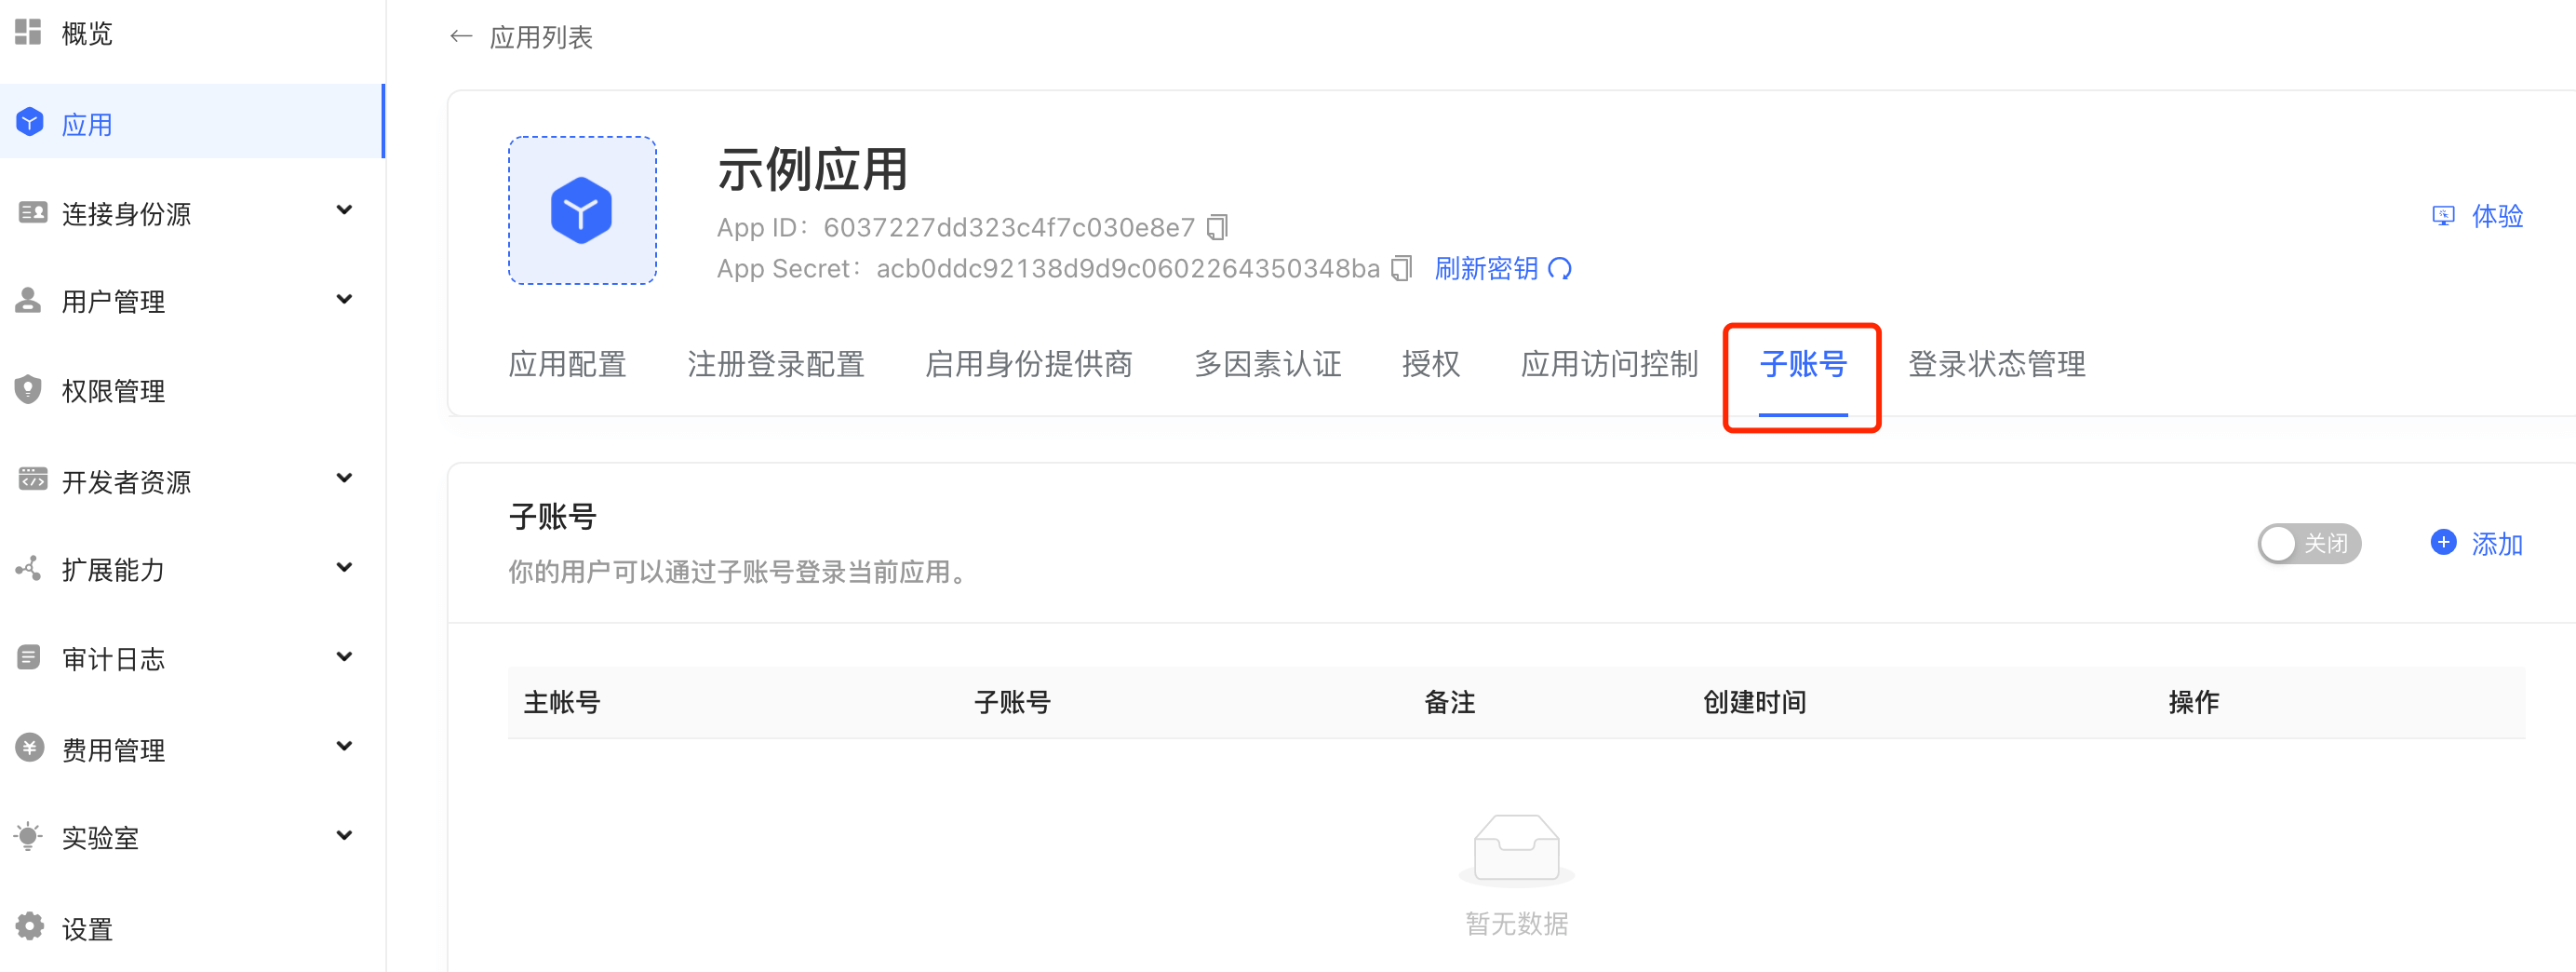 概览
应用
连接身份源
用户管理
权限管理
开发者资源
扩展能力
审计日志
费用管理
实验室
设置
← 应用列表
示例应用
App ID： 6037227dd323c4f7c030e8e7
App Secret： acb0ddc92138d9d9c0602264350348ba 刷新密钥
体验
应用配置 注册登录配置 启用身份提供商 多因素认证 授权 应用访问控制 子账号 登录状态管理
子账号
你的用户可以通过子账号登录当前应用。
关闭 添加
主帐号 子账号 备注 创建时间 操作
暂无数据